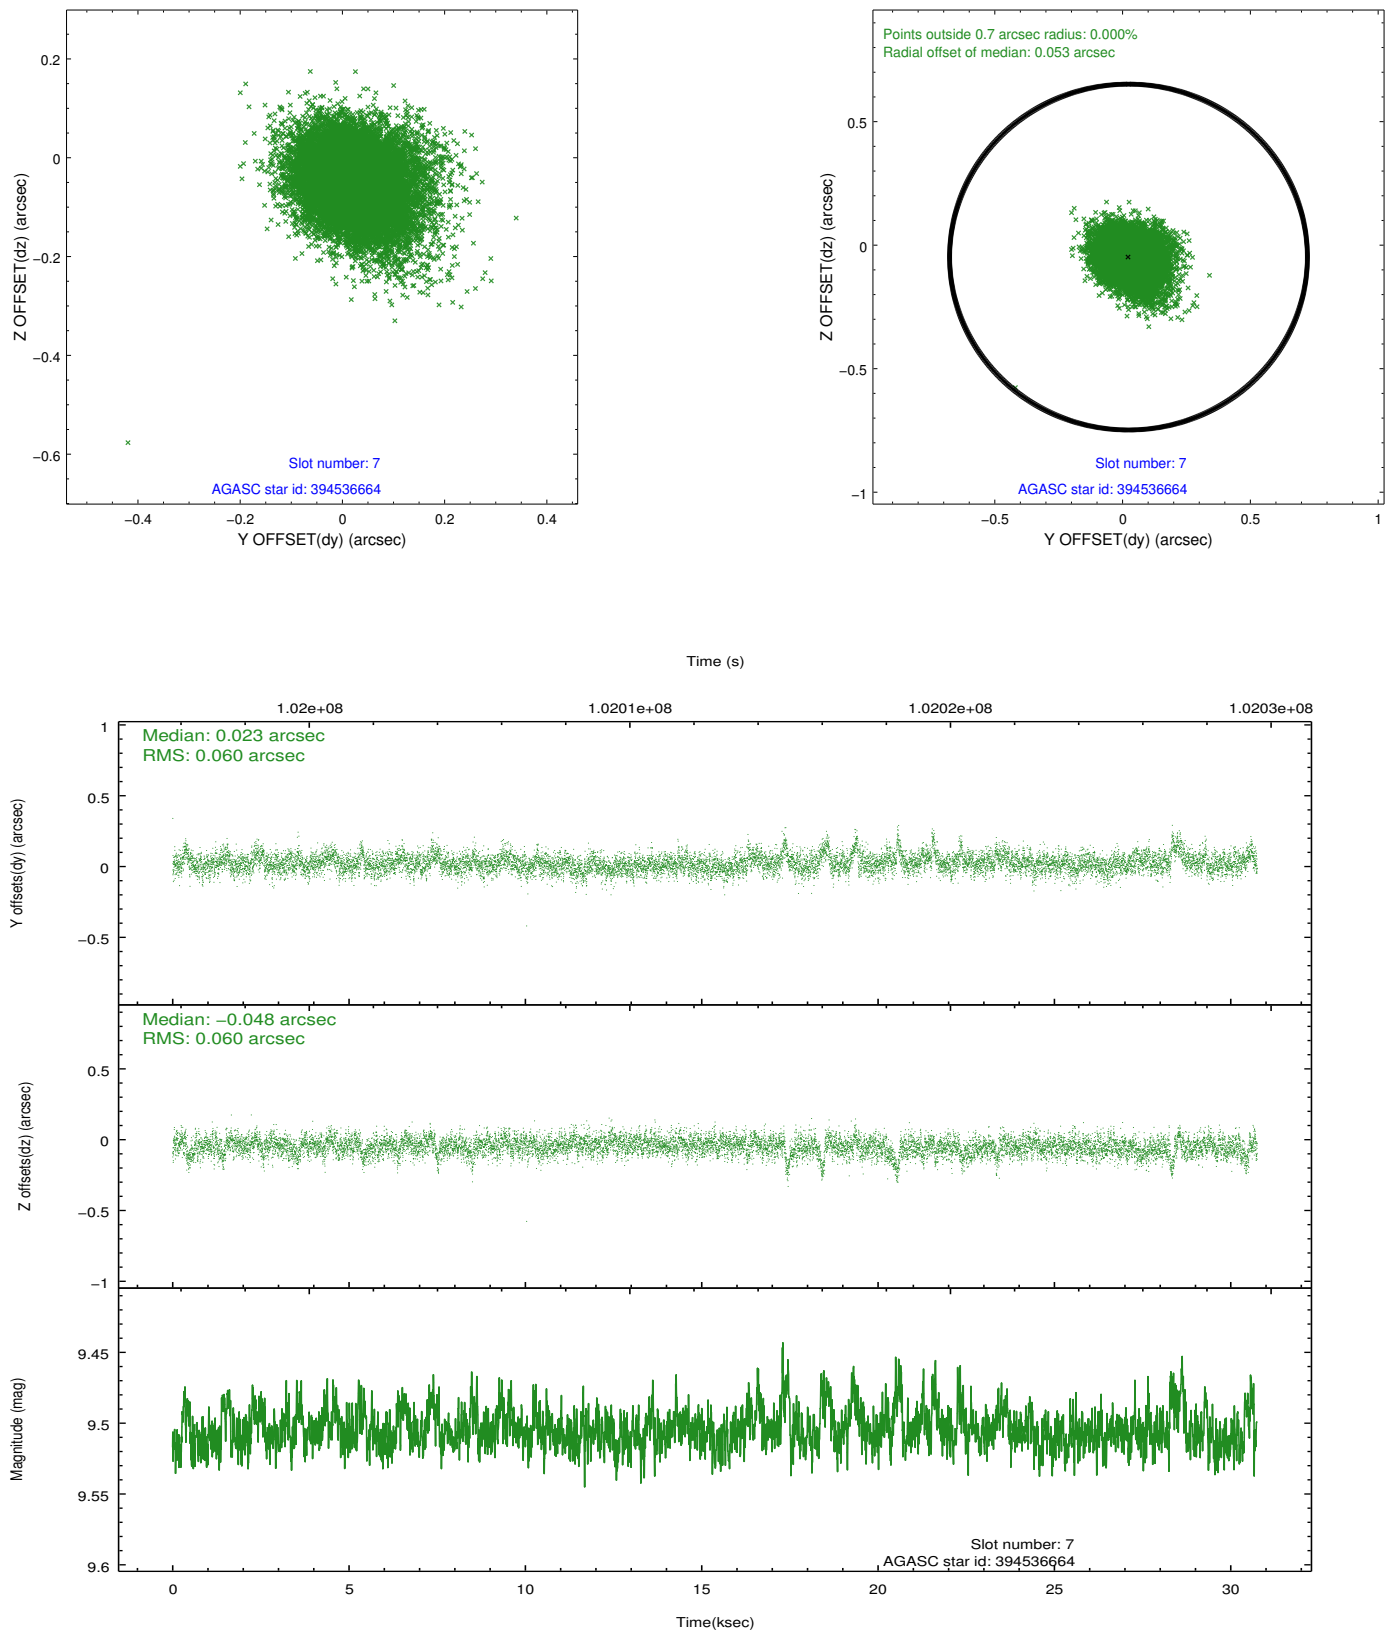 0.2
0
−0.2
−0.4
−0.6
Z OFFSET(dz) (arcsec)
Slot number: 7
AGASC star id: 394536664
−0.4
−0.2
0
0.2
0.4
Y OFFSET(dy) (arcsec)
Points outside 0.7 arcsec radius: 0.000%
Radial offset of median: 0.053 arcsec
0.5
0
−0.5
−1
Z OFFSET(dz) (arcsec)
Slot number: 7
AGASC star id: 394536664
−0.5
0
0.5
1
Y OFFSET(dy) (arcsec)
Time (s)
1.02e+08
1.0201e+08
1.0202e+08
1.0203e+08
Median: 0.023 arcsec
RMS: 0.060 arcsec
1
0.5
0
−0.5
Y offsets(dy) (arcsec)
Median: −0.048 arcsec
RMS: 0.060 arcsec
0.5
0
−0.5
−1
Z offsets(dz) (arcsec)
9.45
9.5
9.55
9.6
Magnitude (mag)
Slot number: 7
AGASC star id: 394536664
0
5
10
15
20
25
30
Time(ksec)